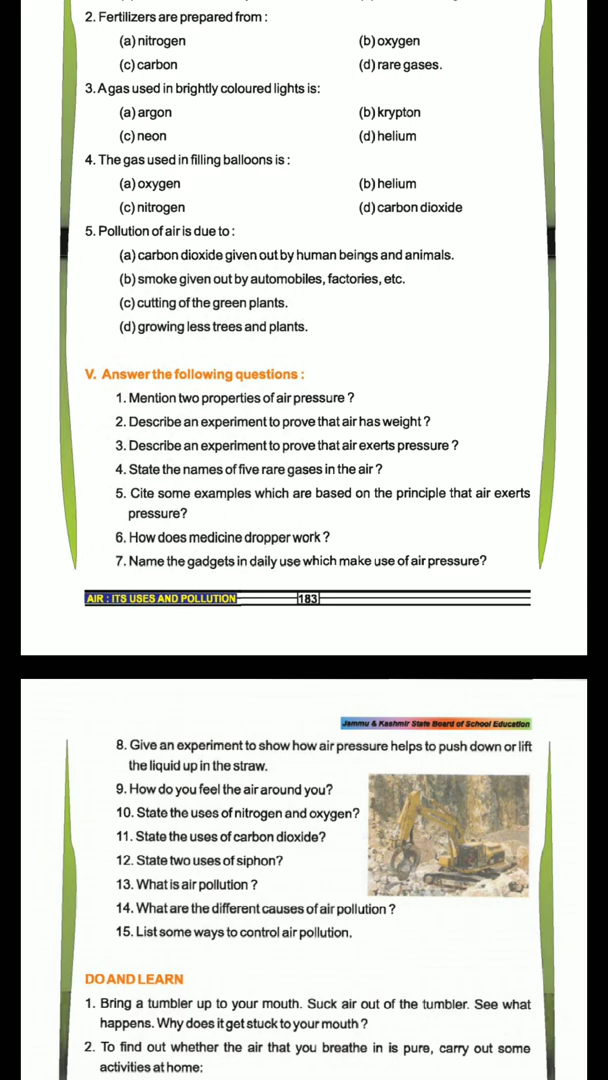 2. Fertilizers are prepared from :
(a) nitrogen (b) oxygen
(c) carbon (d) rare gases.
3. A gas used in brightly coloured lights is:
(a) argon (b) krypton
(c) neon (d) helium
4. The gas used in filling balloons is :
(a) oxygen (b) helium
(c) nitrogen (d) carbon dioxide
5. Pollution of air is due to :
(a) carbon dioxide given out by human beings and animals.
(b) smoke given out by automobiles, factories, etc.
(c) cutting of the green plants.
(d) growing less trees and plants.
V. Answer the following questions :
1. Mention two properties of air pressure ?
2. Describe an experiment to prove that air has weight ?
3. Describe an experiment to prove that air exerts pressure ?
4. State the names of five rare gases in the air ?
5. Cite some examples which are based on the principle that air exerts
pressure?
6. How does medicine dropper work ?
7. Name the gadgets in daily use which make use of air pressure?
AIR : ITS USES AND POLLUTION 183
Jammu & Kashmir State Board of School Education
8. Give an experiment to show how air pressure helps to push down or lift
the liquid up in the straw.
9. How do you feel the air around you?
10. State the uses of nitrogen and oxygen?
11. State the uses of carbon dioxide?
12. State two uses of siphon?
13. What is air pollution ?
14. What are the different causes of air pollution ?
15. List some ways to control air pollution.
DO AND LEARN
1. Bring a tumbler up to your mouth. Suck air out of the tumbler. See what
happens. Why does it get stuck to your mouth ?
2. To find out whether the air that you breathe in is pure, carry out some
activities at home: